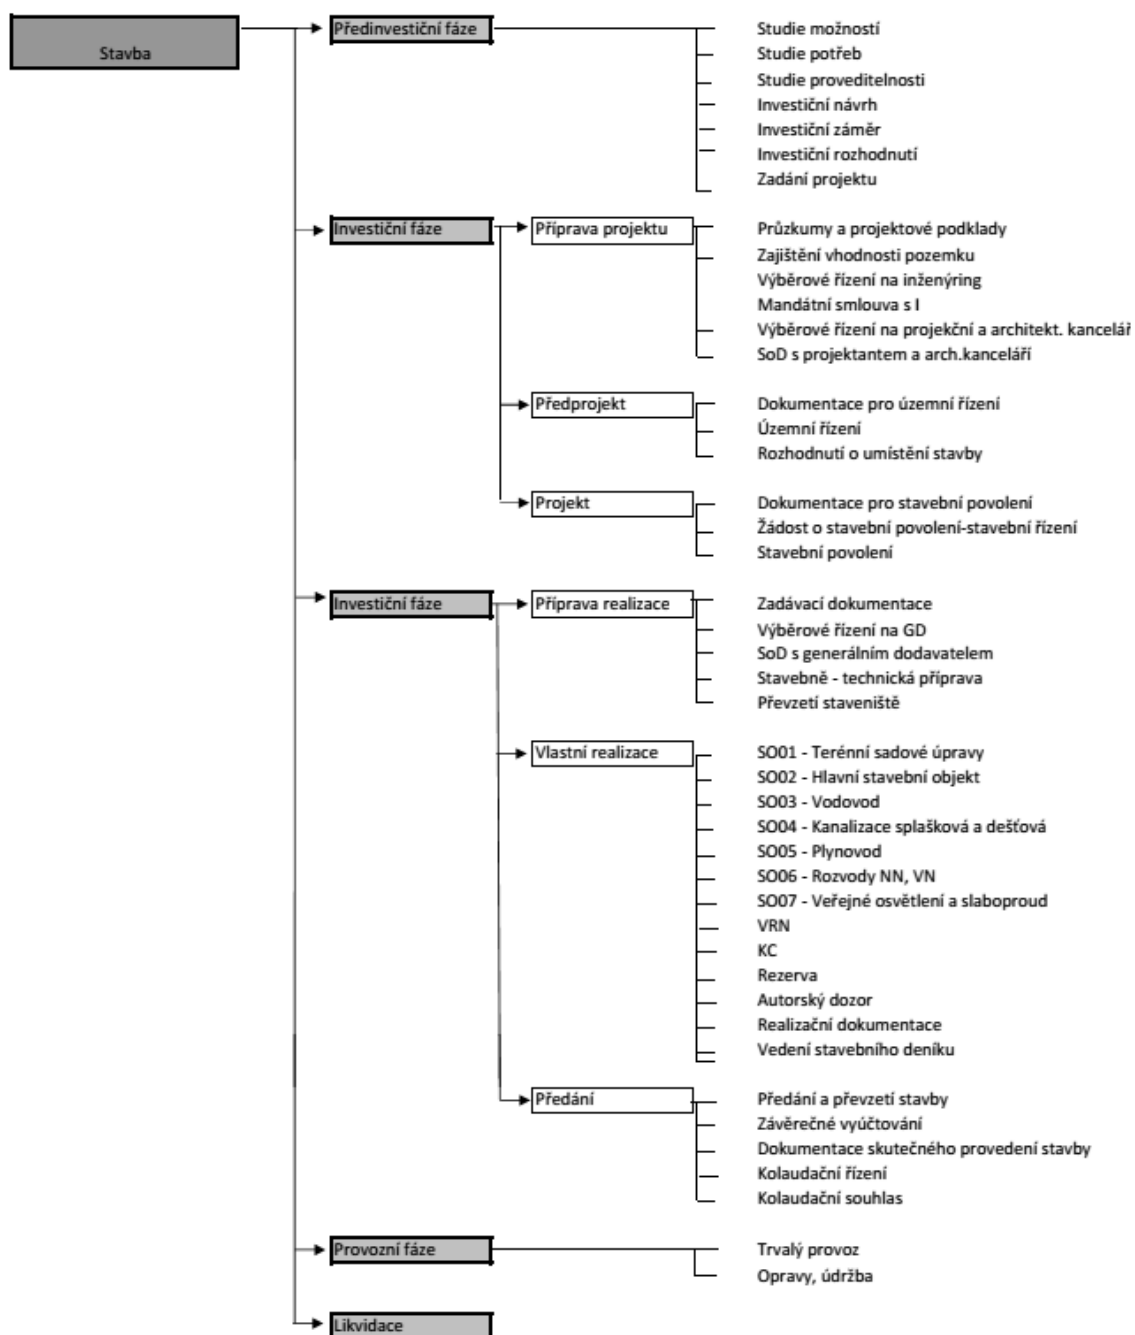 Stavba
Předinvestiční fáze
Studie možností
Studie potřeb
Studie proveditelnosti
Investiční návrh
Investiční záměr
Investiční rozhodnutí
Zadání projektu
Investiční fáze
Příprava projektu
Průzkumy a projektové podklady
Zajištění vhodnosti pozemku
Výběrové řízení na inženýring
Mandátní smlouva s I
Výběrové řízení na projekční a architekt. kancelář
SoD s projektantem a arch.kanceláří
Předprojekt
Dokumentace pro územní řízení
Územní řízení
Rozhodnutí o umístění stavby
Projekt
Dokumentace pro stavební povolení
Žádost o stavební povolení-stavební řízení
Stavební povolení
Investiční fáze
Příprava realizace
Zadávací dokumentace
Výběrové řízení na GD
SoD s generálním dodavatelem
Stavebně - technická příprava
Převzetí staveniště
Vlastní realizace
SO01 - Terénní sadové úpravy
SO02 - Hlavní stavební objekt
SO03 - Vodovod
SO04 - Kanalizace splašková a dešťová
SO05 - Plynovod
SO06 - Rozvody NN, VN
SO07 - Veřejné osvětlení a slaboproud
VRN
KC
Rezerva
Autorský dozor
Realizační dokumentace
Vedení stavebního deníku
Předání
Předání a převzetí stavby
Závěrečné vyúčtování
Dokumentace skutečného provedení stavby
Kolaudační řízení
Kolaudační souhlas
Provozní fáze
Trvalý provoz
Opravy, údržba
Likvidace